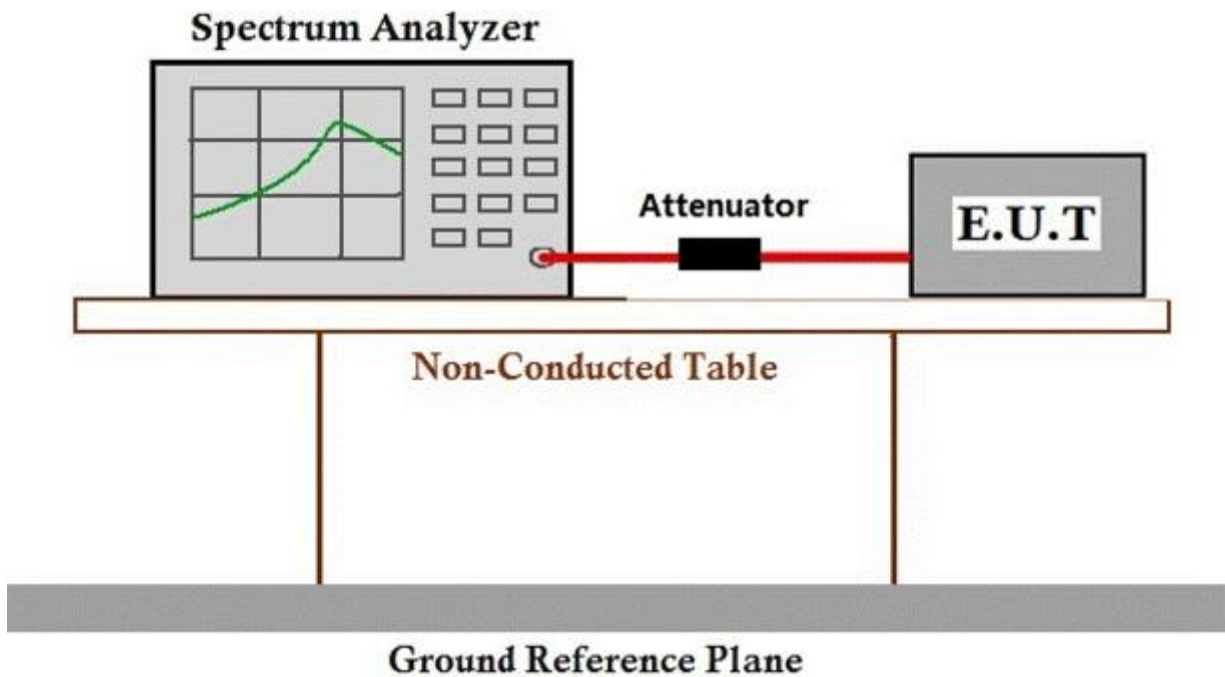 Spectrum Analyzer
Attenuator
E.U.T
Non-Conducted Table
Ground Reference Plane